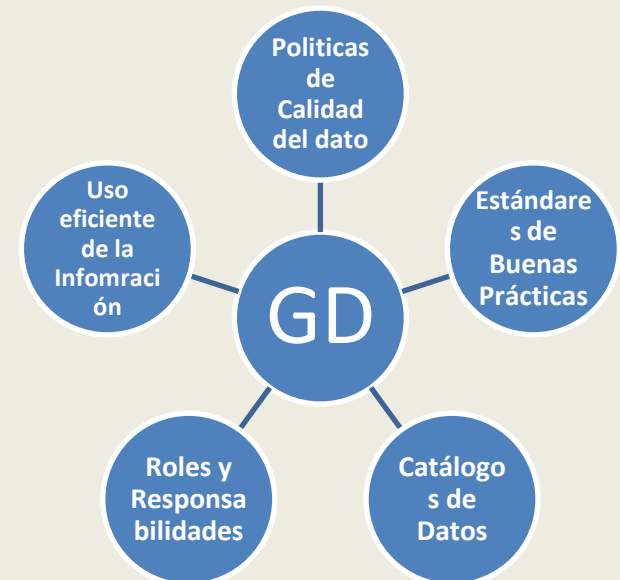 Politicas
de
Calidad
del dato
Uso
eficiente
de la
Infomraci
ón
Estándare
s de
Buenas
Prácticas
GD
Roles y
Responsa
bilidades
Catálogo
s de
Datos